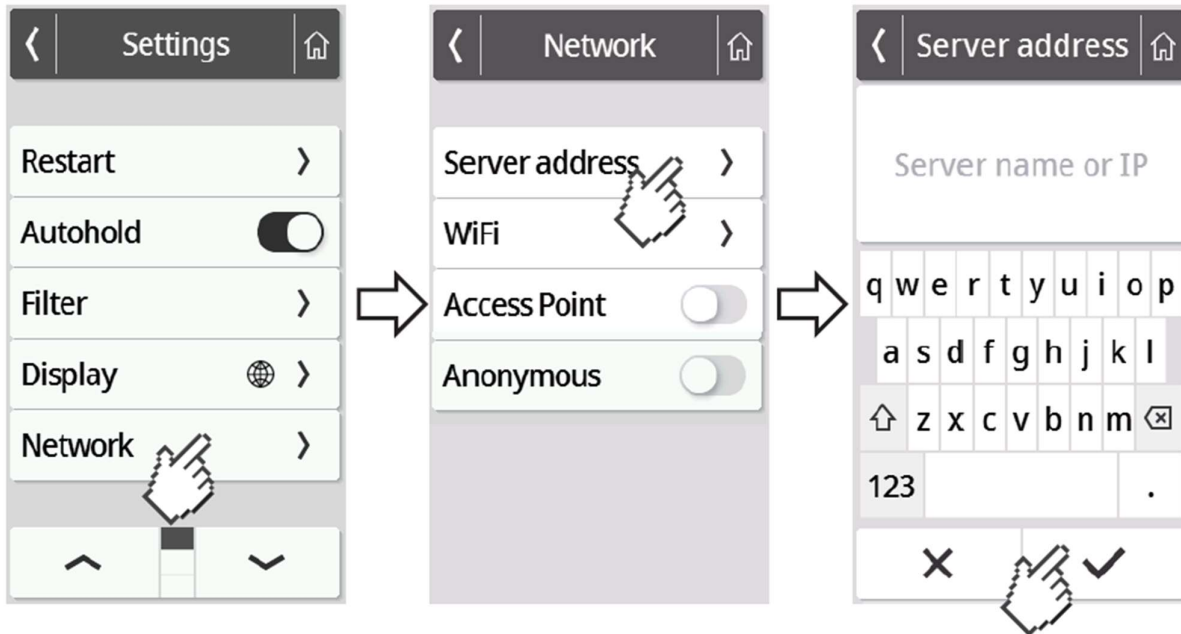 Settings
Restart
Autohold
Filter
Display
Network
Network
Server address
WiFi
Access Point
Anonymous
Server address
Server name or IP
q w e r t y u i o p
a s d f g h j k l
z x c v b n m
123 .